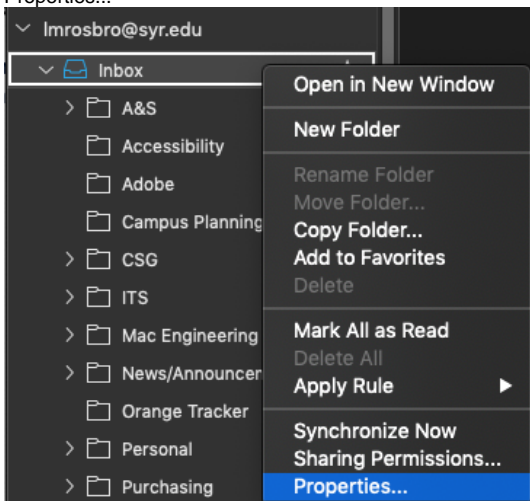 Properties...
lmrosbro@syr.edu
Inbox
A&S
Accessibility
Adobe
Campus Planning
CSG
ITS
Mac Engineering
News/Announcen
Orange Tracker
Personal
Purchasing
Open in New Window
New Folder
Rename Folder
Move Folder...
Copy Folder...
Add to Favorites
Delete
Mark All as Read
Delete All
Apply Rule
Synchronize Now
Sharing Permissions...
Properties...